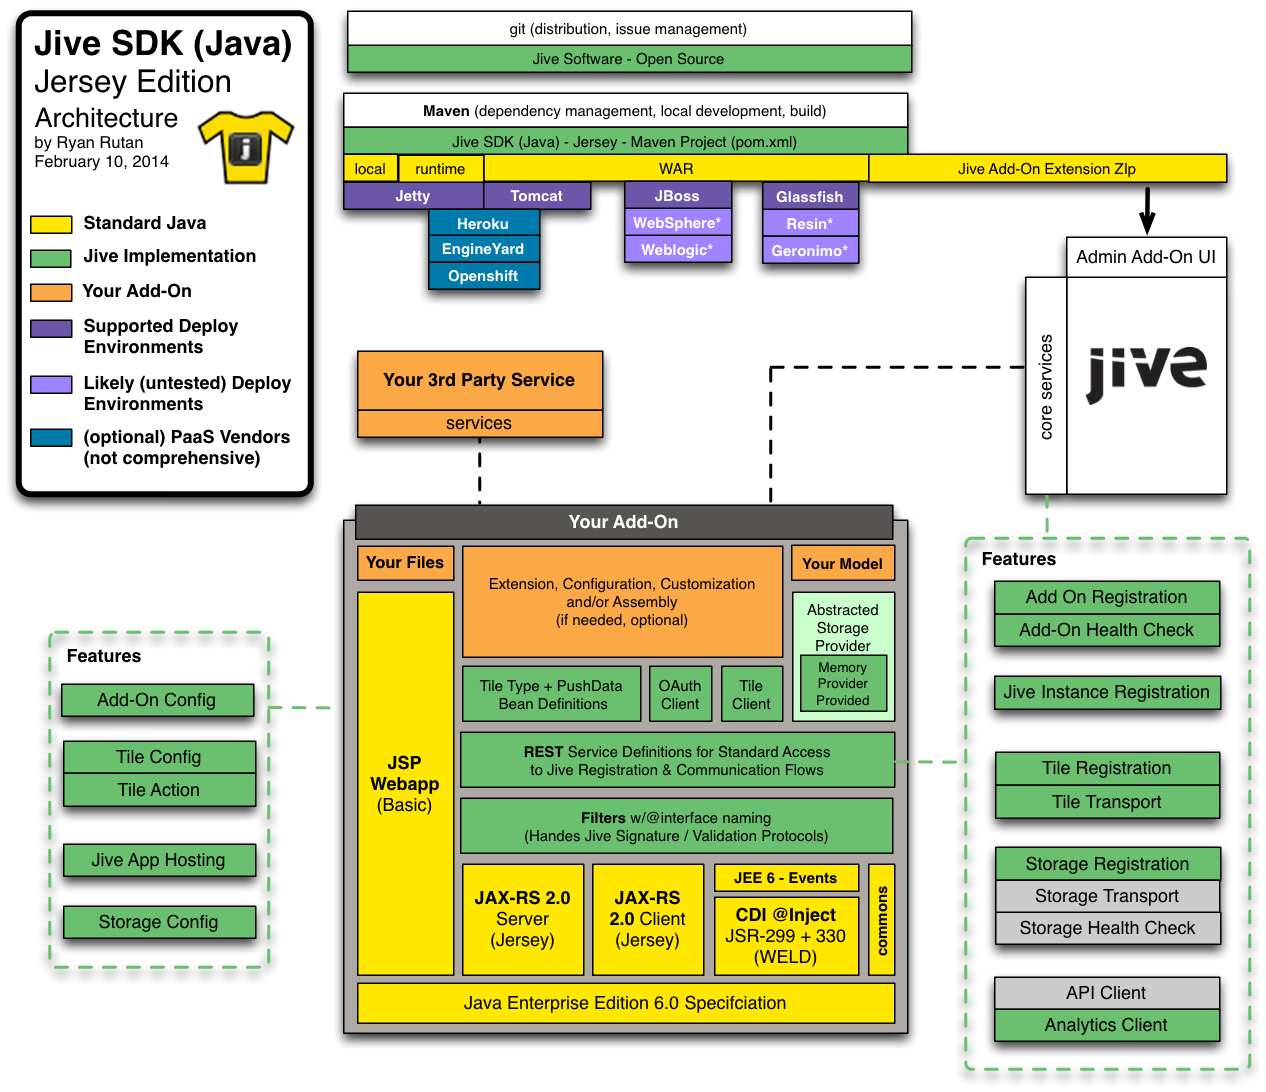 Jive SDK (Java)
Jersey Edition
Architecture
by Ryan Rutan
February 10, 2014
j
Standard Java
Jive Implementation
Your Add-On
Supported Deploy
Environments
Likely (untested) Deploy
Environments
(optional) PaaS Vendors
(not comprehensive)
git (distribution, issue management)
Jive Software - Open Source
Maven (dependency management, local development, build)
Jive SDK (Java) - Jersey - Maven Project (pom.xml)
local
runtime
WAR
Jive Add-On Extension ZIp
Jetty
Tomcat
JBoss
Glassfish
Heroku
EngineYard
Openshift
WebSphere*
Weblogic*
Resin*
Geronimo*
Admin Add-On UI
core services
jive
Your 3rd Party Service
services
Your Add-On
Your Files
Extension, Configuration, Customization
and/or Assembly
(if needed, optional)
Your Model
Abstracted
Storage
Provider
Memory
Provider
Provided
Tile Type + PushData
Bean Definitions
OAuth
Client
Tile
Client
JSP
Webapp
(Basic)
REST Service Definitions for Standard Access
to Jive Registration & Communication Flows
Filters w/@interface naming
(Handes Jive Signature / Validation Protocols)
JAX-RS 2.0
Server
(Jersey)
JAX-RS
2.0 Client
(Jersey)
JEE 6 - Events
CDI @Inject
JSR-299 + 330
(WELD)
commons
Java Enterprise Edition 6.0 Specifciation
Features
Add-On Config
Tile Config
Tile Action
Jive App Hosting
Storage Config
Features
Add On Registration
Add-On Health Check
Jive Instance Registration
Tile Registration
Tile Transport
Storage Registration
Storage Transport
Storage Health Check
API Client
Analytics Client